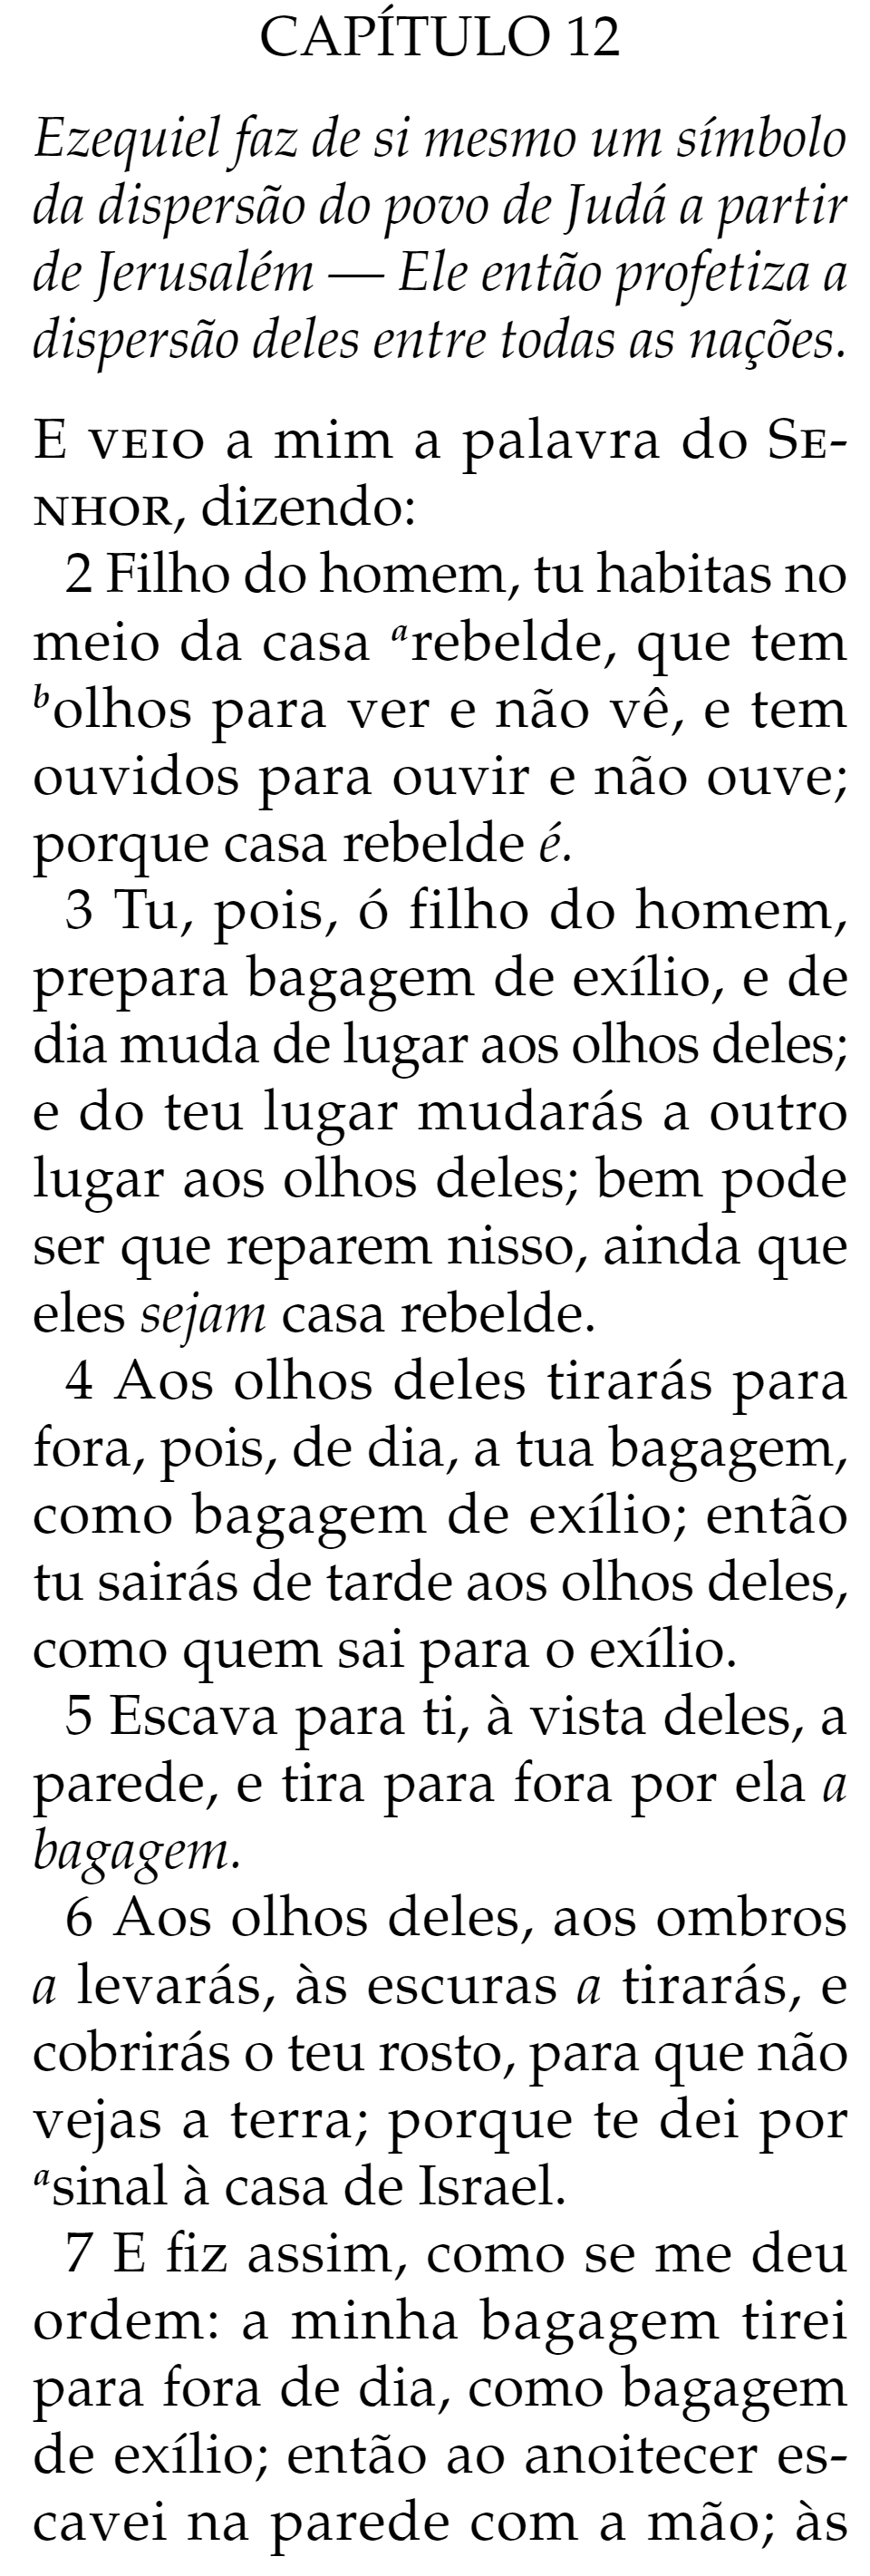 CAPÍTULO 12
Ezequiel faz de si mesmo um símbolo
da dispersão do povo de Judá a partir
de Jerusalém — Ele então profetiza a
dispersão deles entre todas as nações.
E VEIO a mim a palavra do SE-
NHOR, dizendo:
2 Filho do homem, tu habitas no
meio da casa ᵃrebelde, que tem
ᵇolhos para ver e não vê, e tem
ouvidos para ouvir e não ouve;
porque casa rebelde é.
3 Tu, pois, ó filho do homem,
prepara bagagem de exílio, e de
dia muda de lugar aos olhos deles;
e do teu lugar mudarás a outro
lugar aos olhos deles; bem pode
ser que reparem nisso, ainda que
eles sejam casa rebelde.
4 Aos olhos deles tirarás para
fora, pois, de dia, a tua bagagem,
como bagagem de exílio; então
tu sairás de tarde aos olhos deles,
como quem sai para o exílio.
5 Escava para ti, à vista deles, a
parede, e tira para fora por ela a
bagagem.
6 Aos olhos deles, aos ombros
a levarás, às escuras a tirarás, e
cobrirás o teu rosto, para que não
vejas a terra; porque te dei por
ᵃsinal à casa de Israel.
7 E fiz assim, como se me deu
ordem: a minha bagagem tirei
para fora de dia, como bagagem
de exílio; então ao anoitecer es-
cavei na parede com a mão; às